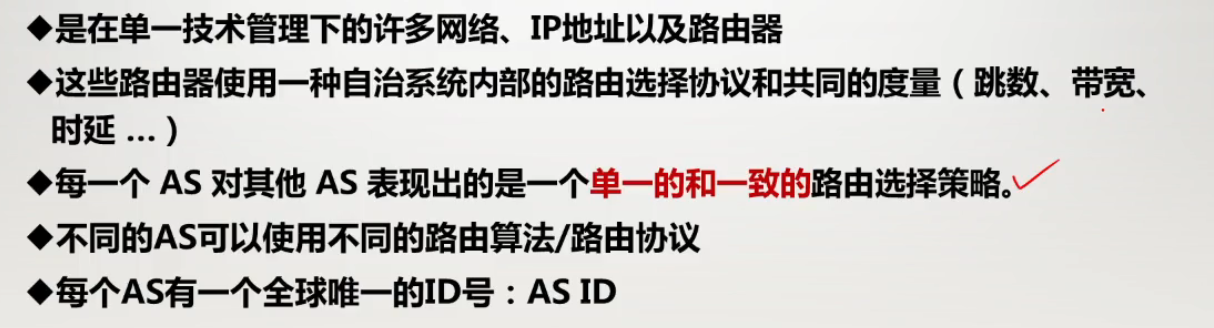 ◆是在单一技术管理下的许多网络、IP地址以及路由器
◆这些路由器使用一种自治系统内部的路由选择协议和共同的度量（跳数、带宽、
时延 ...）
◆每一个 AS 对其他 AS 表现出的是一个单一的和一致的路由选择策略。
◆不同的AS可以使用不同的路由算法/路由协议
◆每个AS有一个全球唯一的ID号：AS ID